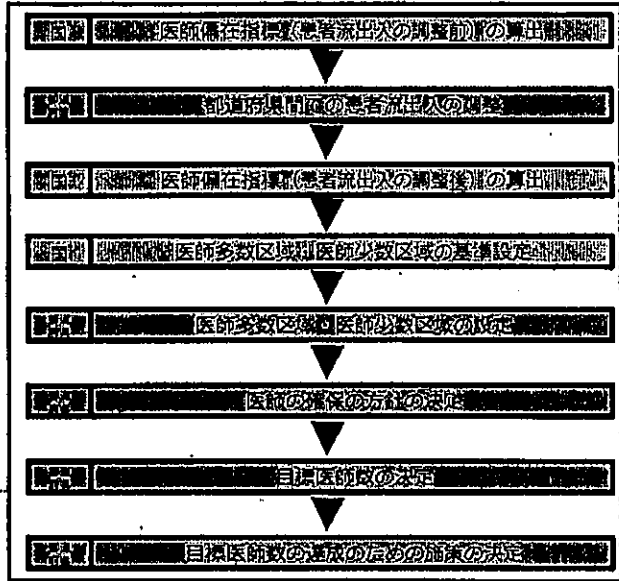 国 医師偏在指標(患者流出入の調整前)の算出
都道府県間の患者流出入の調整
国 医師偏在指標(患者流出入の調整後)の算出
国 医師多数区域・医師少数区域の基準設定
医師多数区域・医師少数区域の設定
医師の確保の方針の決定
目標医師数の決定
目標医師数の達成のための施策の決定